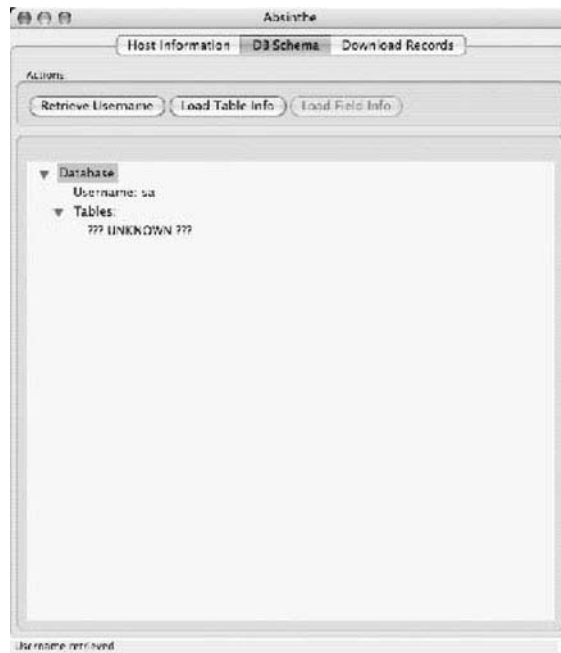 Absinthe
Host Information DB Schema Download Records
Actions:
Retrieve Username Load Table Info Load Field Info
Database
Username: sa
Tables:
??? UNKNOWN ???
Username retrieved